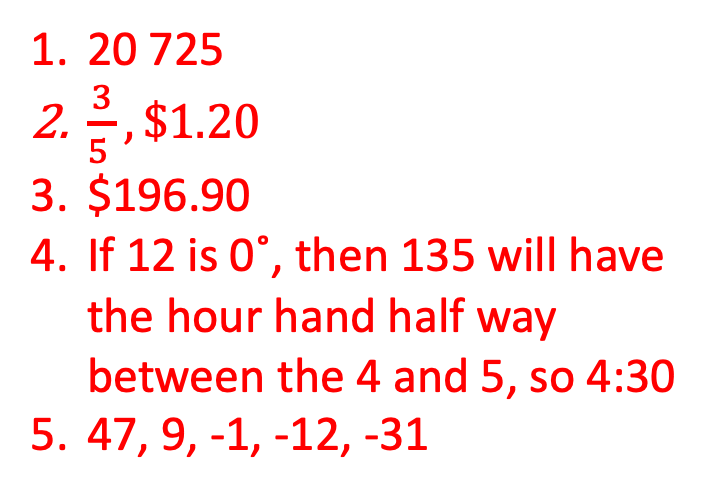 1. 20 725
2. 3/5, $1.20
3. $196.90
4. If 12 is 0°, then 135 will have
the hour hand half way
between the 4 and 5, so 4:30
5. 47, 9, -1, -12, -31